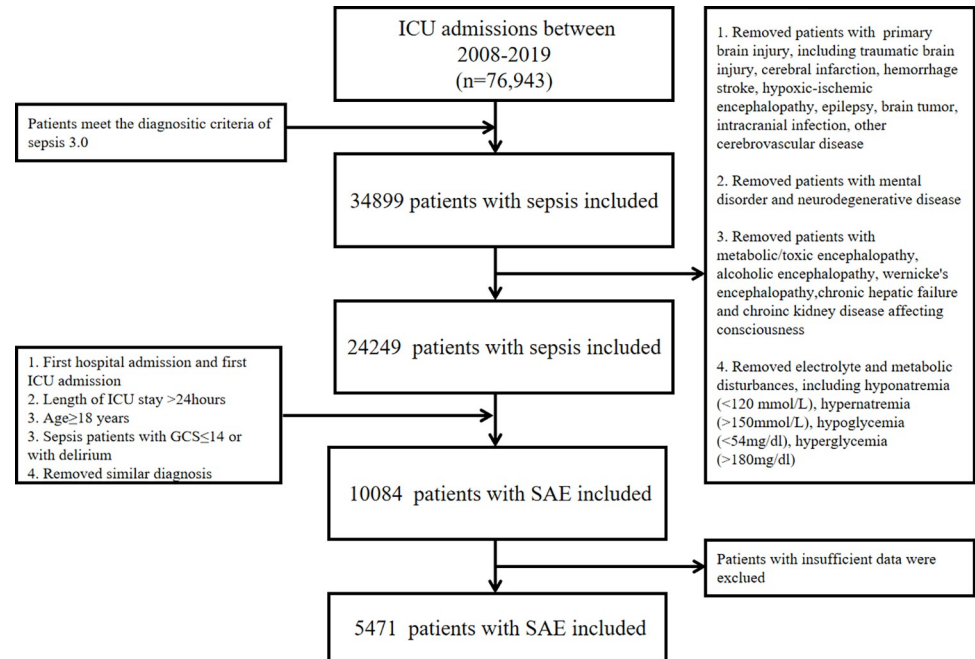 ICU admissions between
2008-2019
(n=76,943)
Patients meet the diagnositic criteria of
sepsis 3.0
34899 patients with sepsis included
1. Removed patients with primary
brain injury, including traumatic brain
injury, cerebral infarction, hemorrhage
stroke, hypoxic-ischemic
encephalopathy, epilepsy, brain tumor,
intracranial infection, other
cerebrovascular disease
2. Removed patients with mental
disorder and neurodegenerative disease
3. Removed patients with
metabolic/toxic encephalopathy,
alcoholic encephalopathy, wernicke's
encephalopathy,chronic hepatic failure
and chroinc kidney disease affecting
consciousness
4. Removed electrolyte and metabolic
disturbances, including hyponatremia
(<120 mmol/L), hypernatremia
(>150mmol/L), hypoglycemia
(<54mg/dl), hyperglycemia
(>180mg/dl)
24249 patients with sepsis included
1. First hospital admission and first
ICU admission
2. Length of ICU stay >24hours
3. Age≥18 years
3. Sepsis patients with GCS≤14 or
with delirium
4. Removed similar diagnosis
10084 patients with SAE included
Patients with insufficient data were
exclued
5471 patients with SAE included